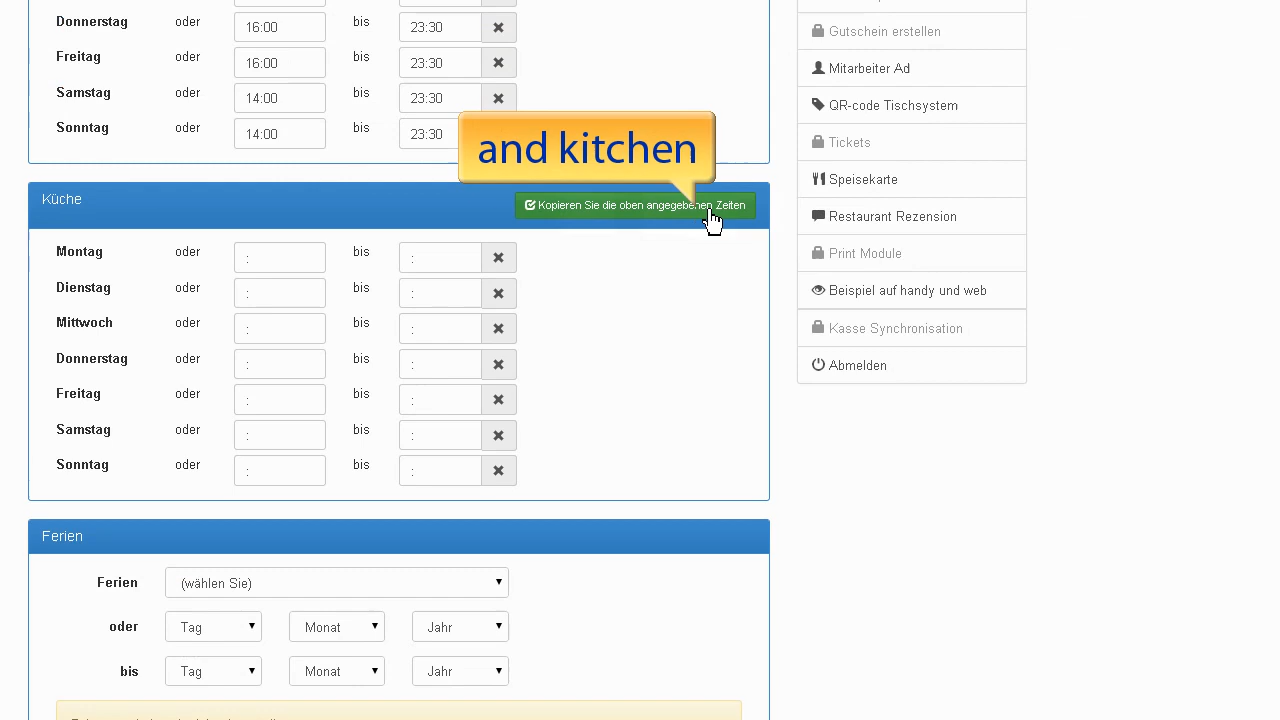 Donnerstag oder 16:00 bis 23:30
Freitag oder 16:00 bis 23:30
Samstag oder 14:00 bis 23:30
Sonntag oder 14:00 bis 23:30
and kitchen
Küche
Kopieren Sie die oben angegebenen Zeiten
Montag oder : bis :
Dienstag oder : bis :
Mittwoch oder : bis :
Donnerstag oder : bis :
Freitag oder : bis :
Samstag oder : bis :
Sonntag oder : bis :
Ferien
Ferien (wählen Sie)
oder Tag Monat Jahr
bis Tag Monat Jahr
Gutschein erstellen
Mitarbeiter Ad
QR-code Tischsystem
Tickets
Speisekarte
Restaurant Rezension
Print Module
Beispiel auf handy und web
Kasse Synchronisation
Abmelden